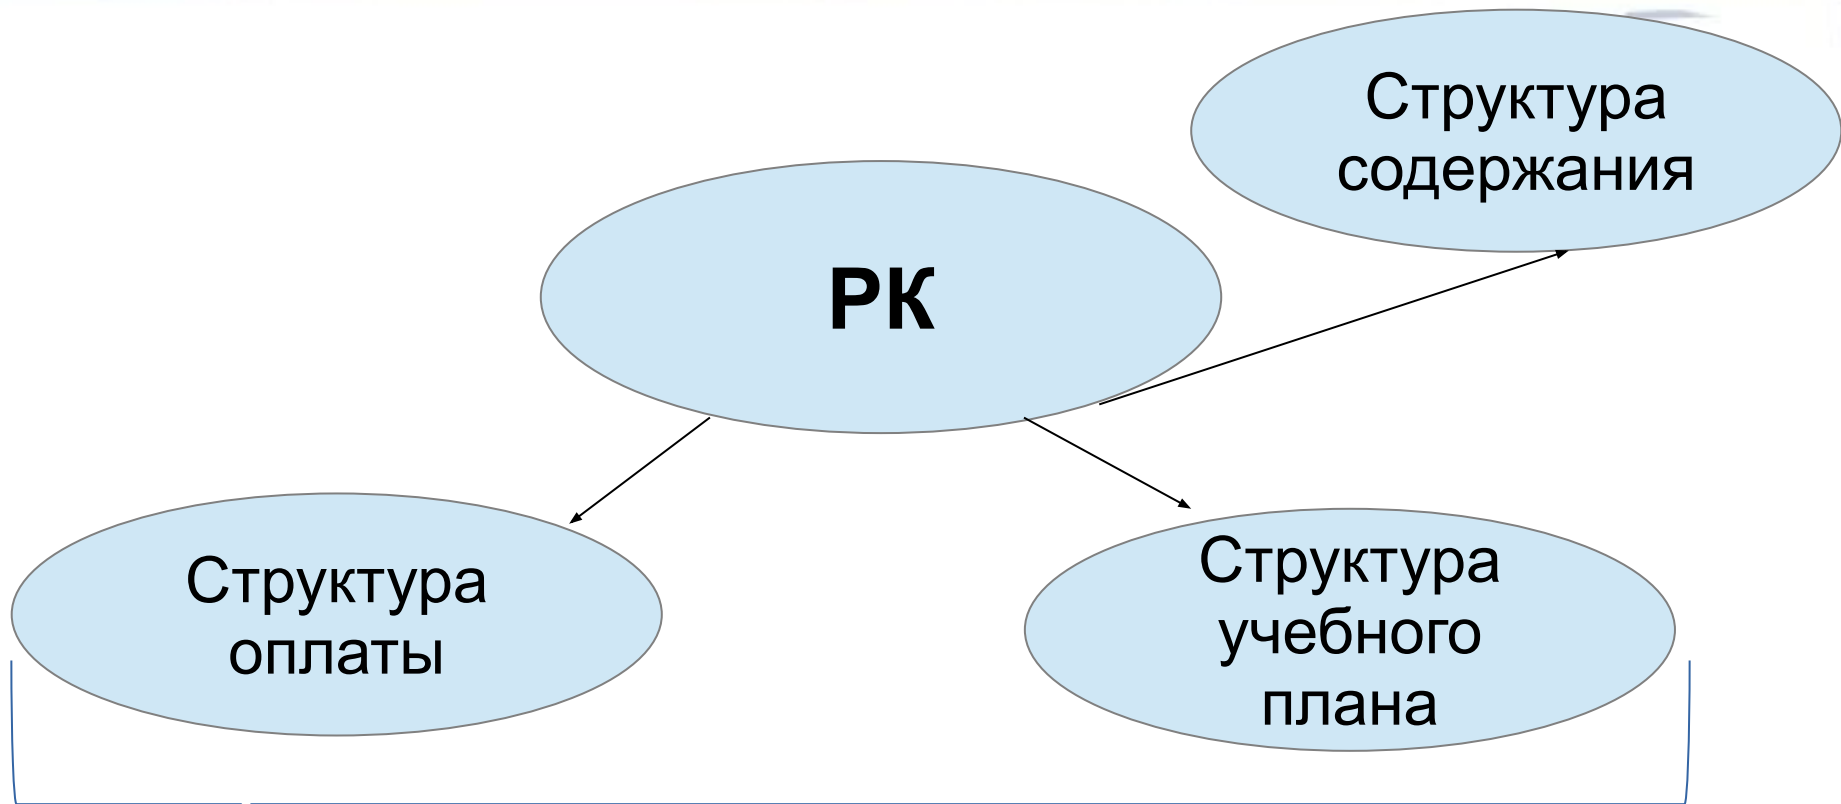 Структура
содержания
РК
Структура
оплаты
Структура
учебного
плана